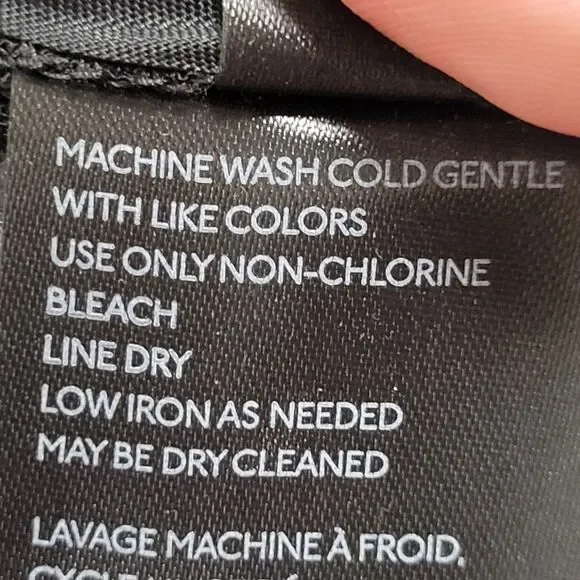 MACHINE WASH COLD GENTLE
WITH LIKE COLORS
USE ONLY NON-CHLORINE
BLEACH
LINE DRY
LOW IRON AS NEEDED
MAY BE DRY CLEANED
LAVAGE MACHINE À FROID,
CYCLE